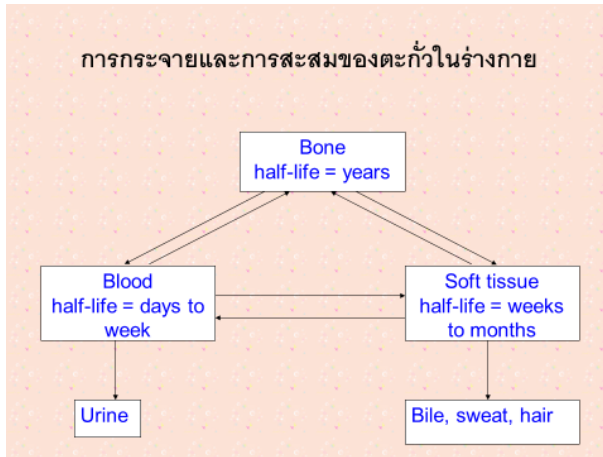 การกระจายและการสะสมของตะกั่วในร่างกาย
Bone
half-life = years
Blood
half-life = days to
week
Soft tissue
half-life = weeks
to months
Urine
Bile, sweat, hair